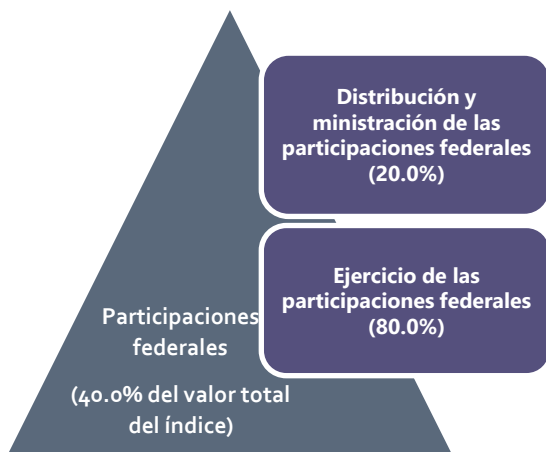 Distribución y
ministración de las
participaciones federales
(20.0%)
Ejercicio de las
participaciones federales
(80.0%)
Participaciones
federales
(40.0% del valor total
del índice)